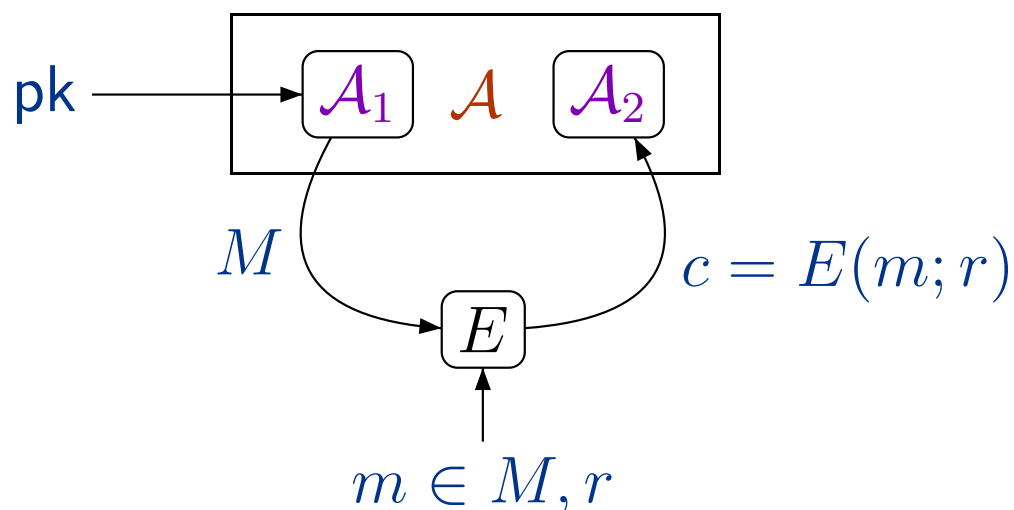 pk
𝒜₁
𝒜
𝒜₂
M
c = E(m; r)
E
m ∈ M, r